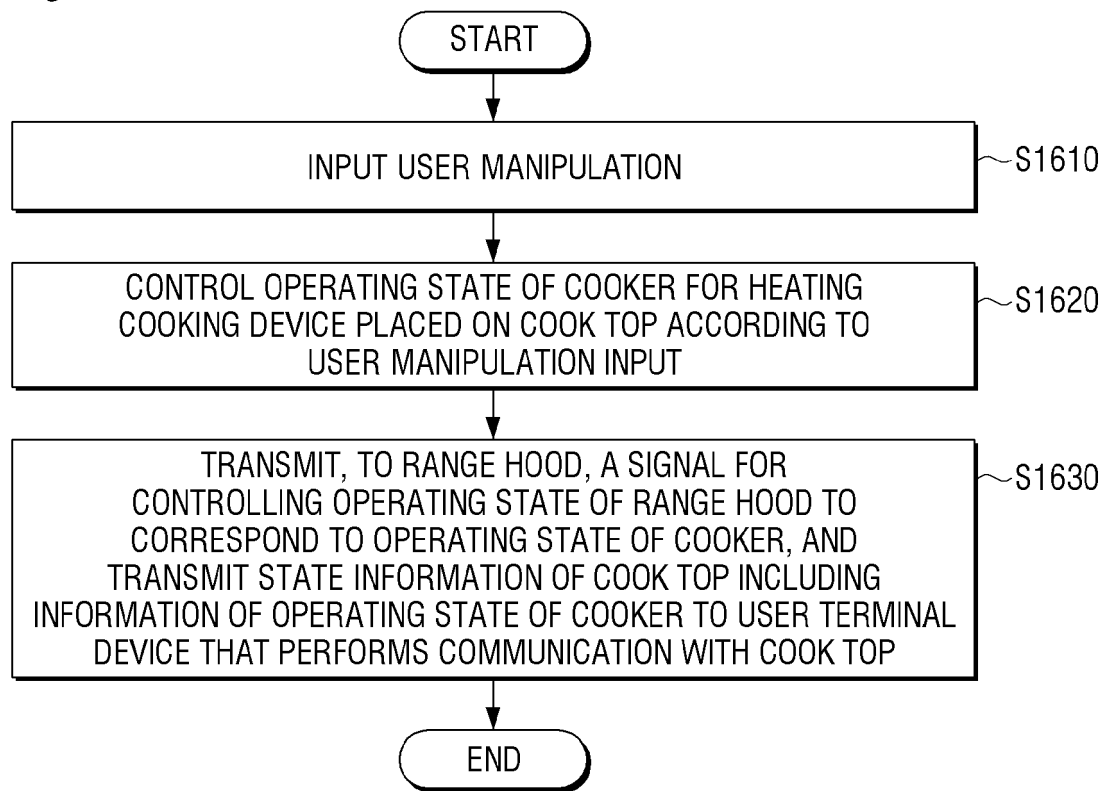 START
INPUT USER MANIPULATION
S1610
CONTROL OPERATING STATE OF COOKER FOR HEATING
COOKING DEVICE PLACED ON COOK TOP ACCORDING TO
USER MANIPULATION INPUT
S1620
TRANSMIT, TO RANGE HOOD, A SIGNAL FOR
CONTROLLING OPERATING STATE OF RANGE HOOD TO
CORRESPOND TO OPERATING STATE OF COOKER, AND
TRANSMIT STATE INFORMATION OF COOK TOP INCLUDING
INFORMATION OF OPERATING STATE OF COOKER TO USER TERMINAL
DEVICE THAT PERFORMS COMMUNICATION WITH COOK TOP
S1630
END